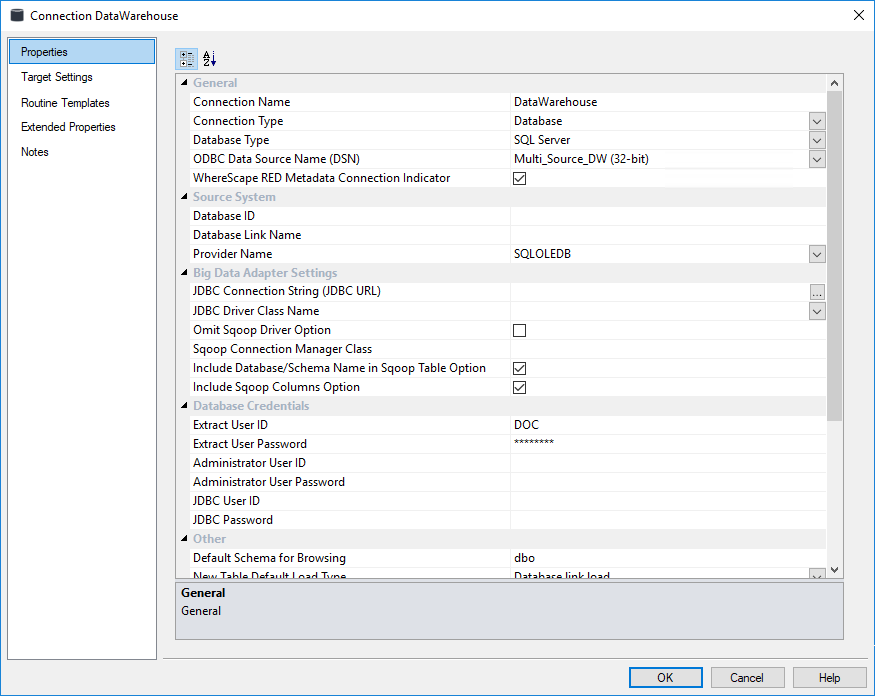 Connection DataWarehouse
Properties
Target Settings
Routine Templates
Extended Properties
Notes
General
Connection Name DataWarehouse
Connection Type Database
Database Type SQL Server
ODBC Data Source Name (DSN) Multi_Source_DW (32-bit)
WhereScape RED Metadata Connection Indicator
Source System
Database ID
Database Link Name
Provider Name SQLOLEDB
Big Data Adapter Settings
JDBC Connection String (JDBC URL) ...
JDBC Driver Class Name
Omit Sqoop Driver Option
Sqoop Connection Manager Class
Include Database/Schema Name in Sqoop Table Option
Include Sqoop Columns Option
Database Credentials
Extract User ID DOC
Extract User Password ********
Administrator User ID
Administrator User Password
JDBC User ID
JDBC Password
Other
Default Schema for Browsing dbo
New Table Default Load Type Database link load
General
General
OK Cancel Help